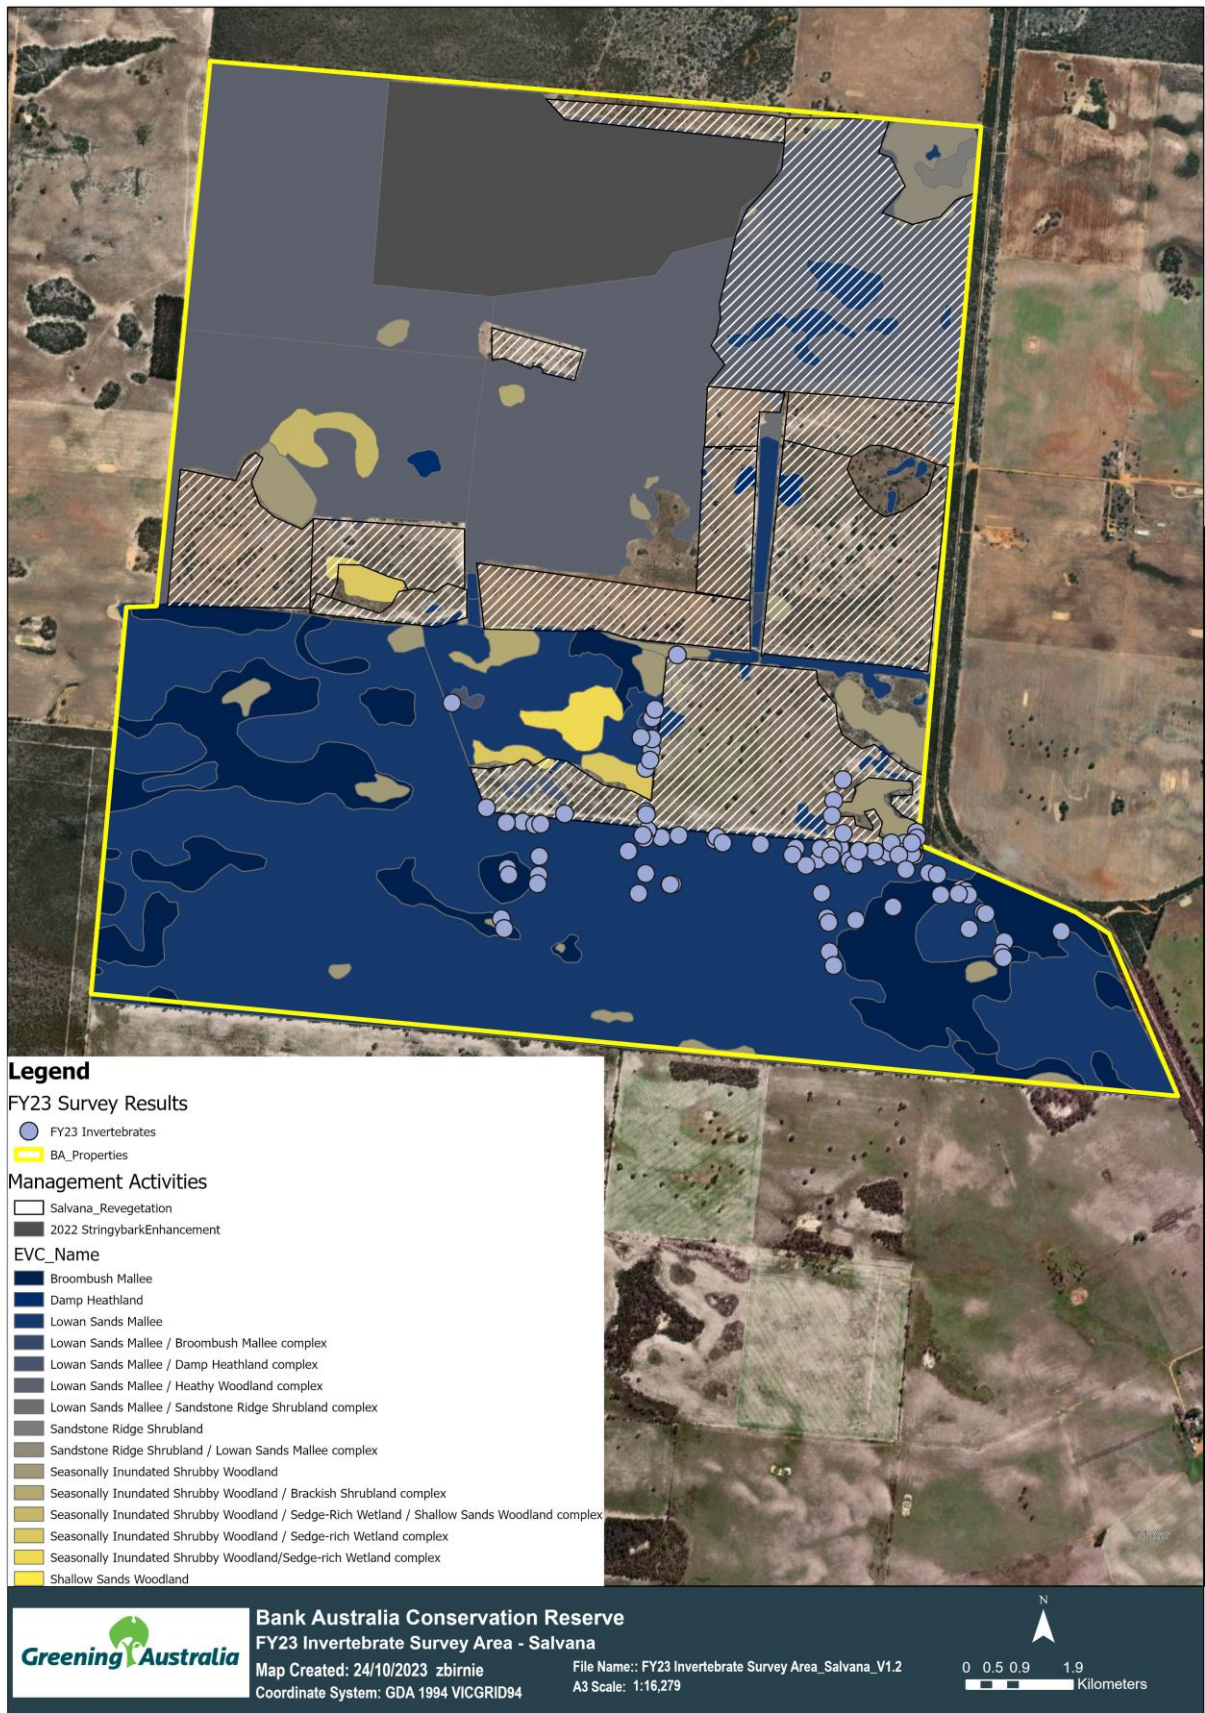 Legend
FY23 Survey Results
FY23 Invertebrates
BA_Properties
Management Activities
Salvana_Revegetation
2022 StringybarkEnhancement
EVC_Name
Broombush Mallee
Damp Heathland
Lowan Sands Mallee
Lowan Sands Mallee / Broombush Mallee complex
Lowan Sands Mallee / Damp Heathland complex
Lowan Sands Mallee / Heathy Woodland complex
Lowan Sands Mallee / Sandstone Ridge Shrubland complex
Sandstone Ridge Shrubland
Sandstone Ridge Shrubland / Lowan Sands Mallee complex
Seasonally Inundated Shrubby Woodland
Seasonally Inundated Shrubby Woodland / Brackish Shrubland complex
Seasonally Inundated Shrubby Woodland / Sedge-Rich Wetland / Shallow Sands Woodland complex
Seasonally Inundated Shrubby Woodland / Sedge-rich Wetland complex
Seasonally Inundated Shrubby Woodland/Sedge-rich Wetland complex
Shallow Sands Woodland
Greening Australia
Bank Australia Conservation Reserve
FY23 Invertebrate Survey Area - Salvana
Map Created: 24/10/2023 zbirnie
Coordinate System: GDA 1994 VICGRID94
File Name:: FY23 Invertebrate Survey Area_Salvana_V1.2
A3 Scale: 1:16,279
N
0 0.5 0.9 1.9
Kilometers